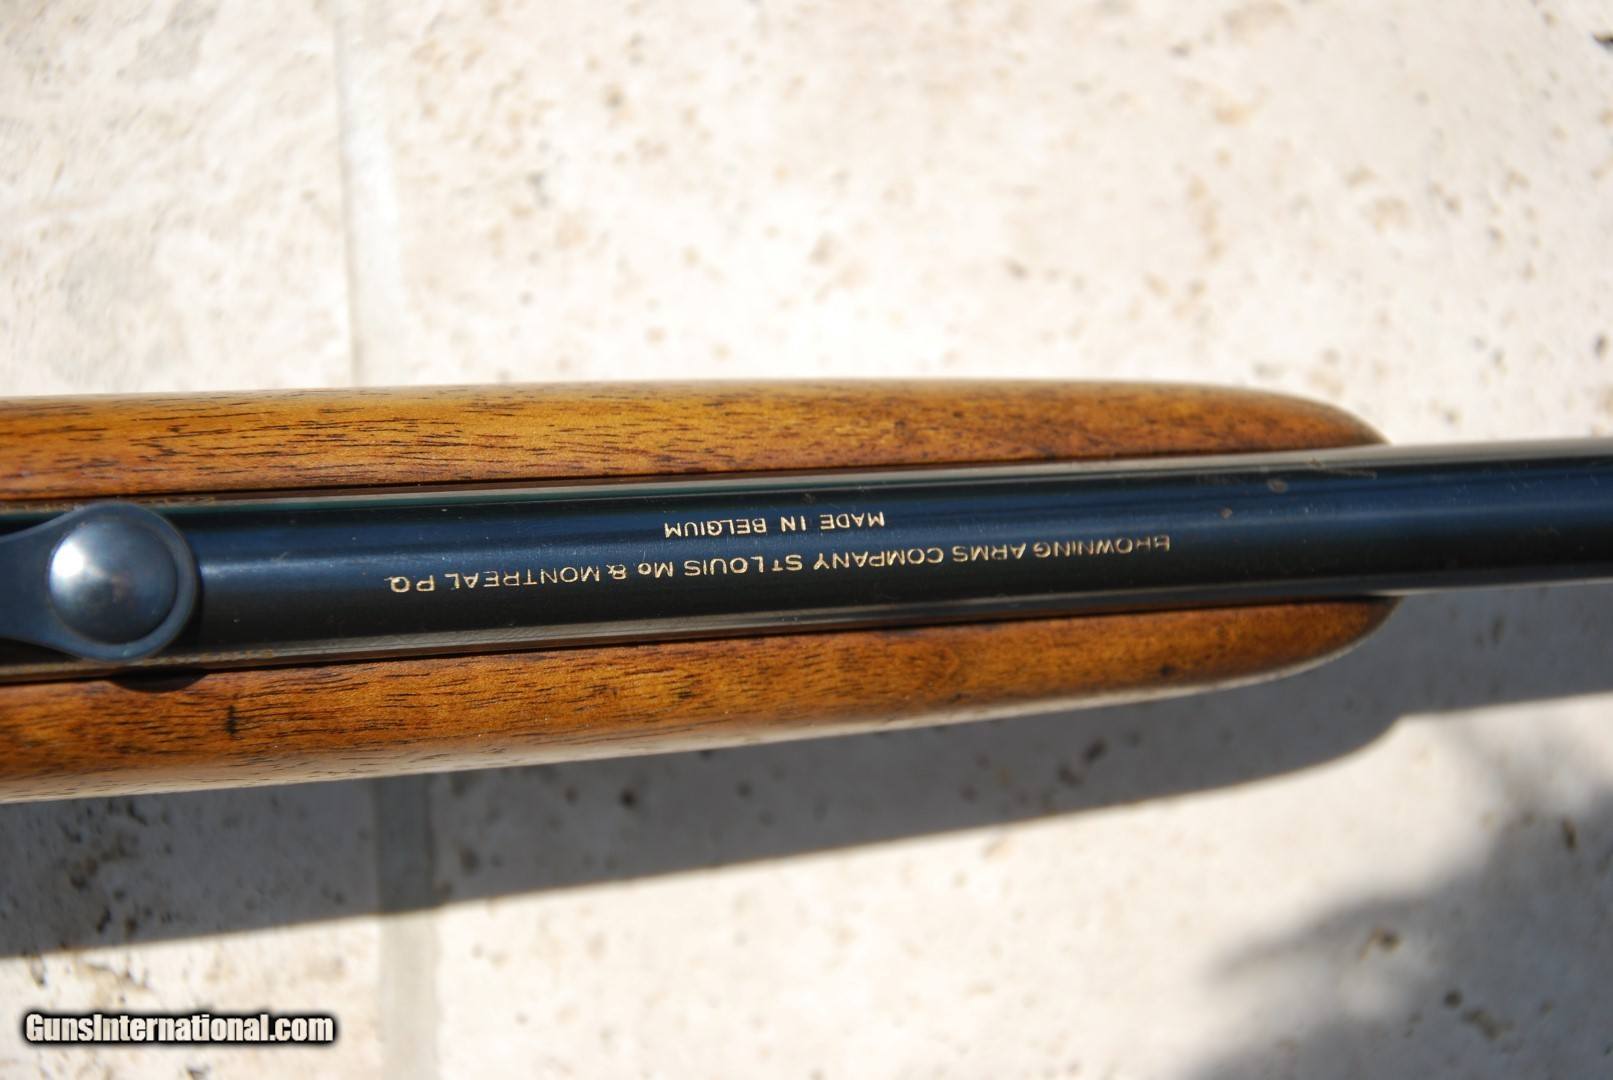 BROWNING ARMS COMPANY ST LOUIS Mo & MONTREAL P.Q.
MADE IN BELGIUM
GunsInternational.com